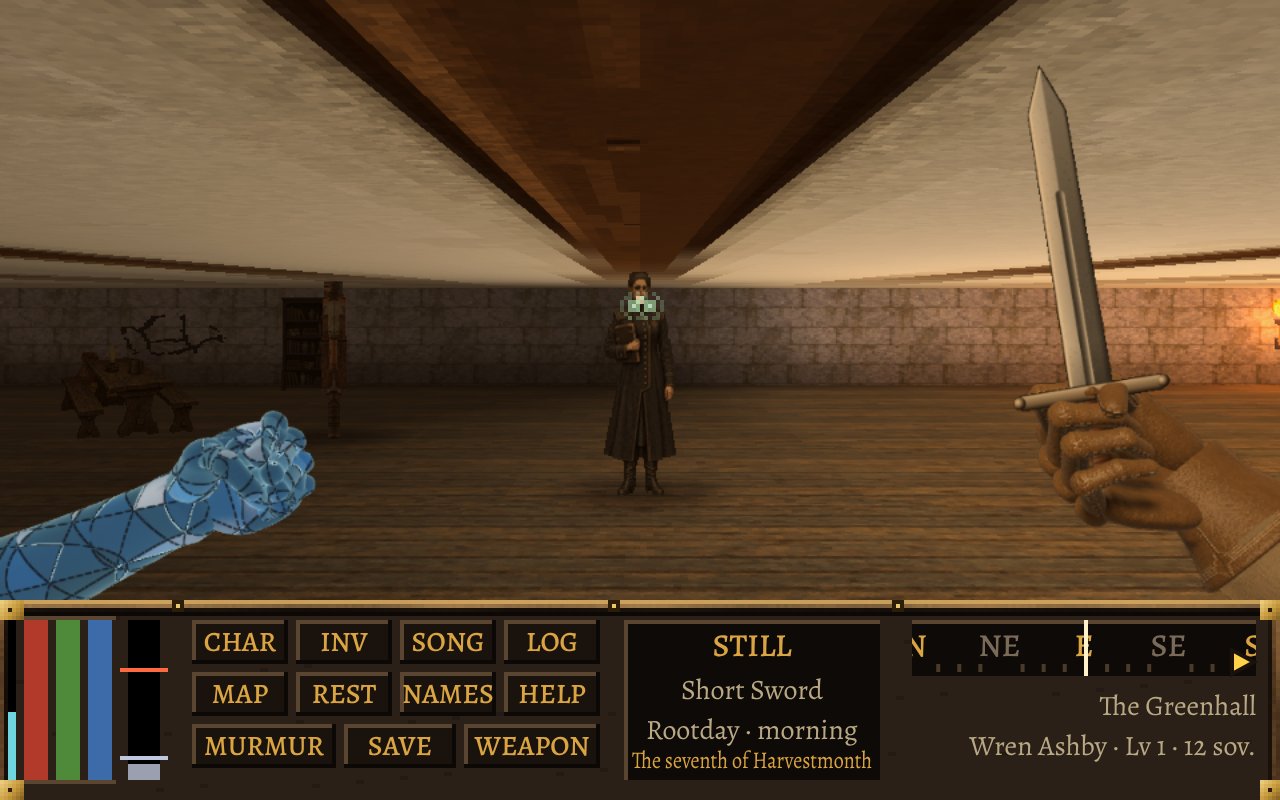 CHAR INV SONG LOG
MAP REST NAMES HELP
MURMUR SAVE WEAPON
STILL
Short Sword
Rootday · morning
The seventh of Harvestmonth
N NE E SE S
The Greenhall
Wren Ashby · Lv 1 · 12 sov.